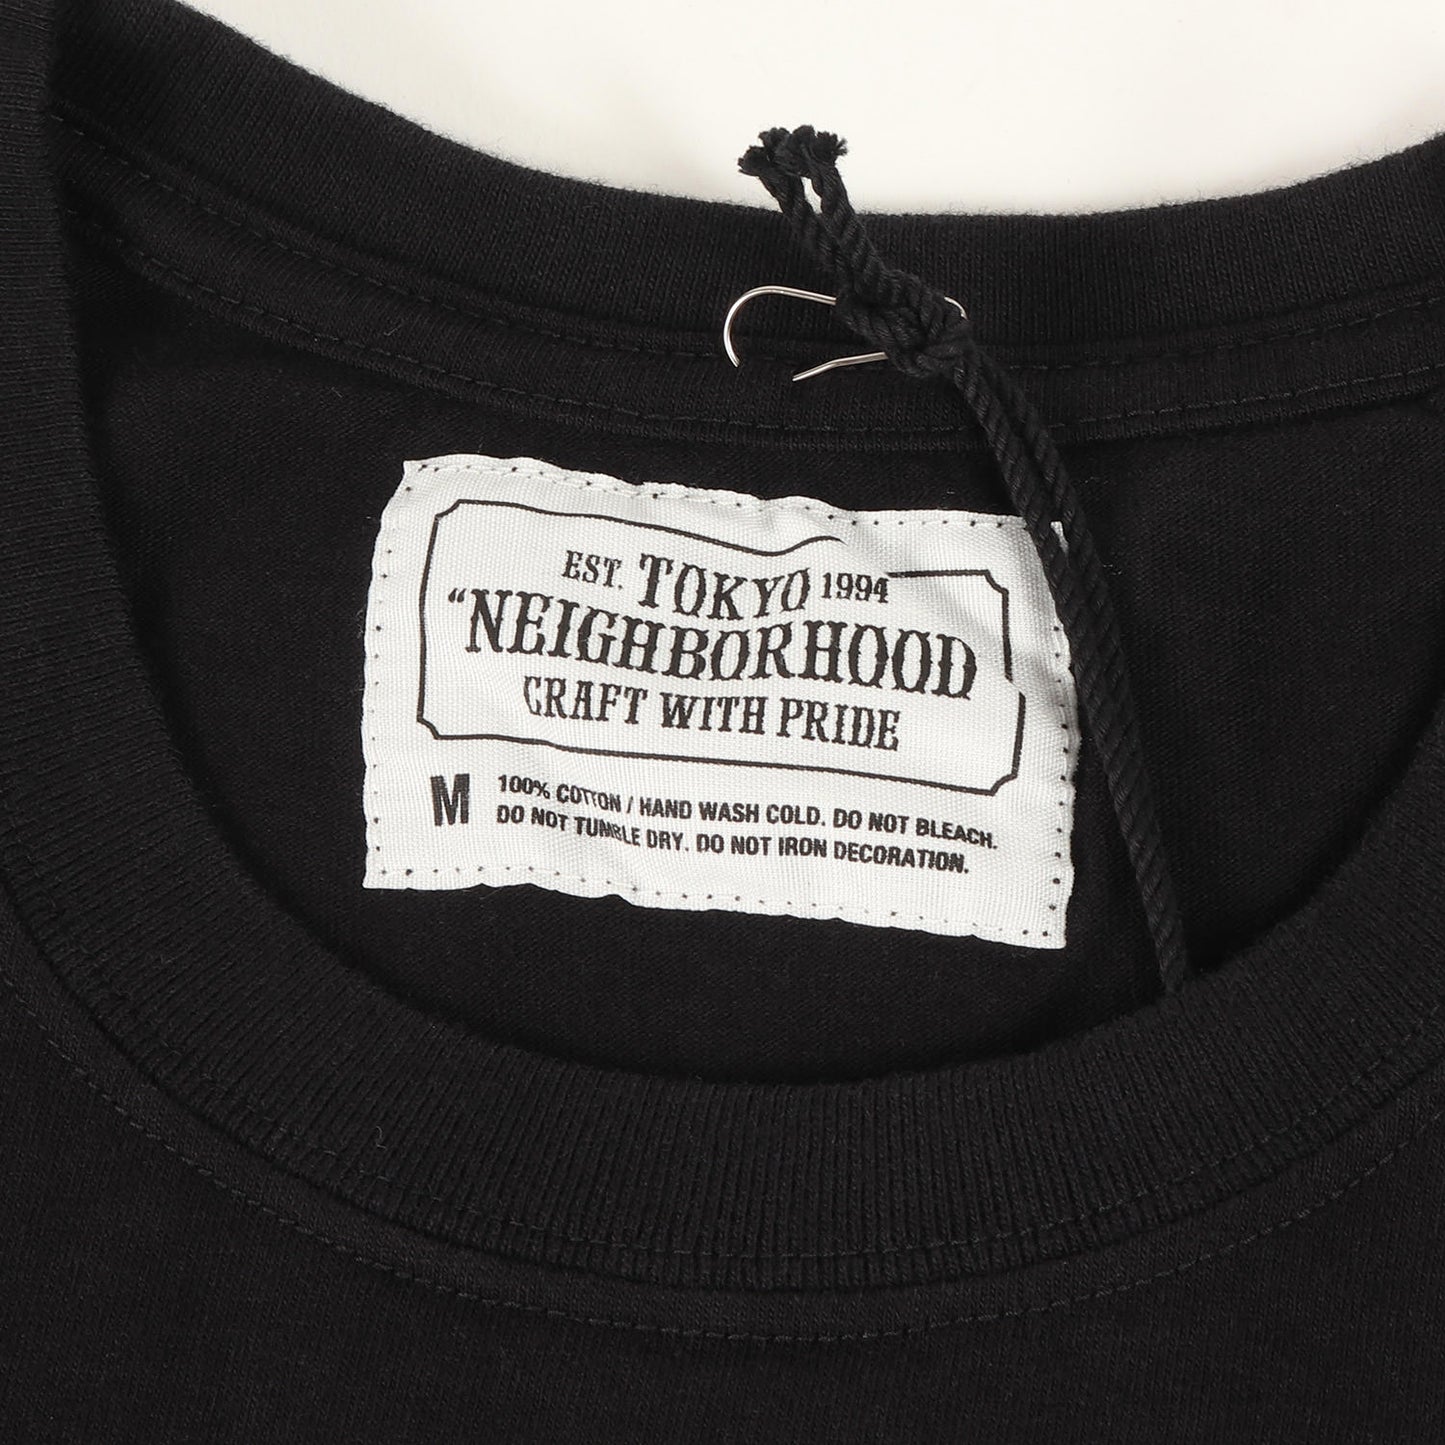 EST. TOKYO 1994
"NEIGHBORHOOD
CRAFT WITH PRIDE
M
100% COTTON / HAND WASH COLD. DO NOT BLEACH.
DO NOT TUMBLE DRY. DO NOT IRON DECORATION.